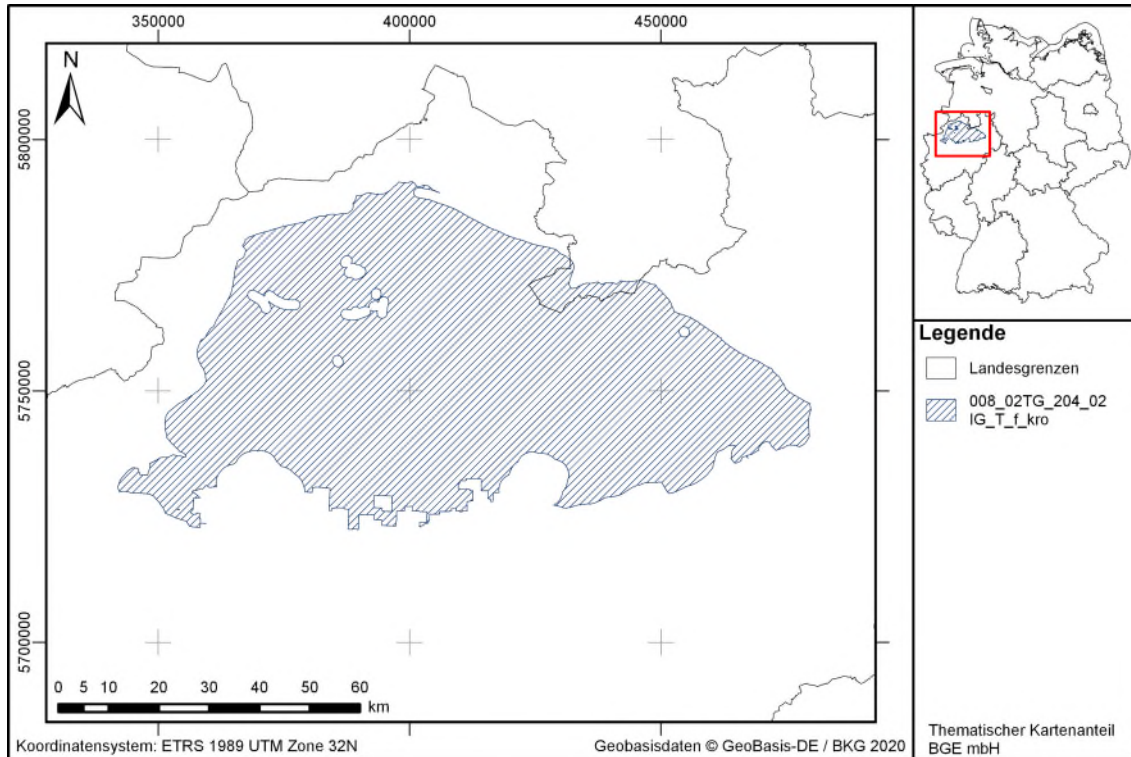 350000
400000
450000
N
5800000
5750000
5700000
0 5 10 20 30 40 50 60
km
Koordinatensystem: ETRS 1989 UTM Zone 32N
Geobasisdaten © GeoBasis-DE / BKG 2020
Legende
Landesgrenzen
008_02TG_204_02
IG_T_f_kro
Thematischer Kartenanteil
BGE mbH